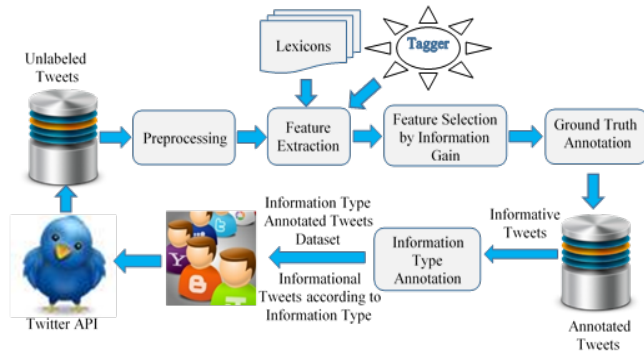 Lexicons
Tagger
Unlabeled
Tweets
Preprocessing
Feature
Extraction
Feature Selection
by Information
Gain
Ground Truth
Annotation
Information Type
Annotated Tweets
Dataset
Informational
Tweets according to
Information Type
Information
Type
Annotation
Informative
Tweets
Twitter API
Annotated
Tweets